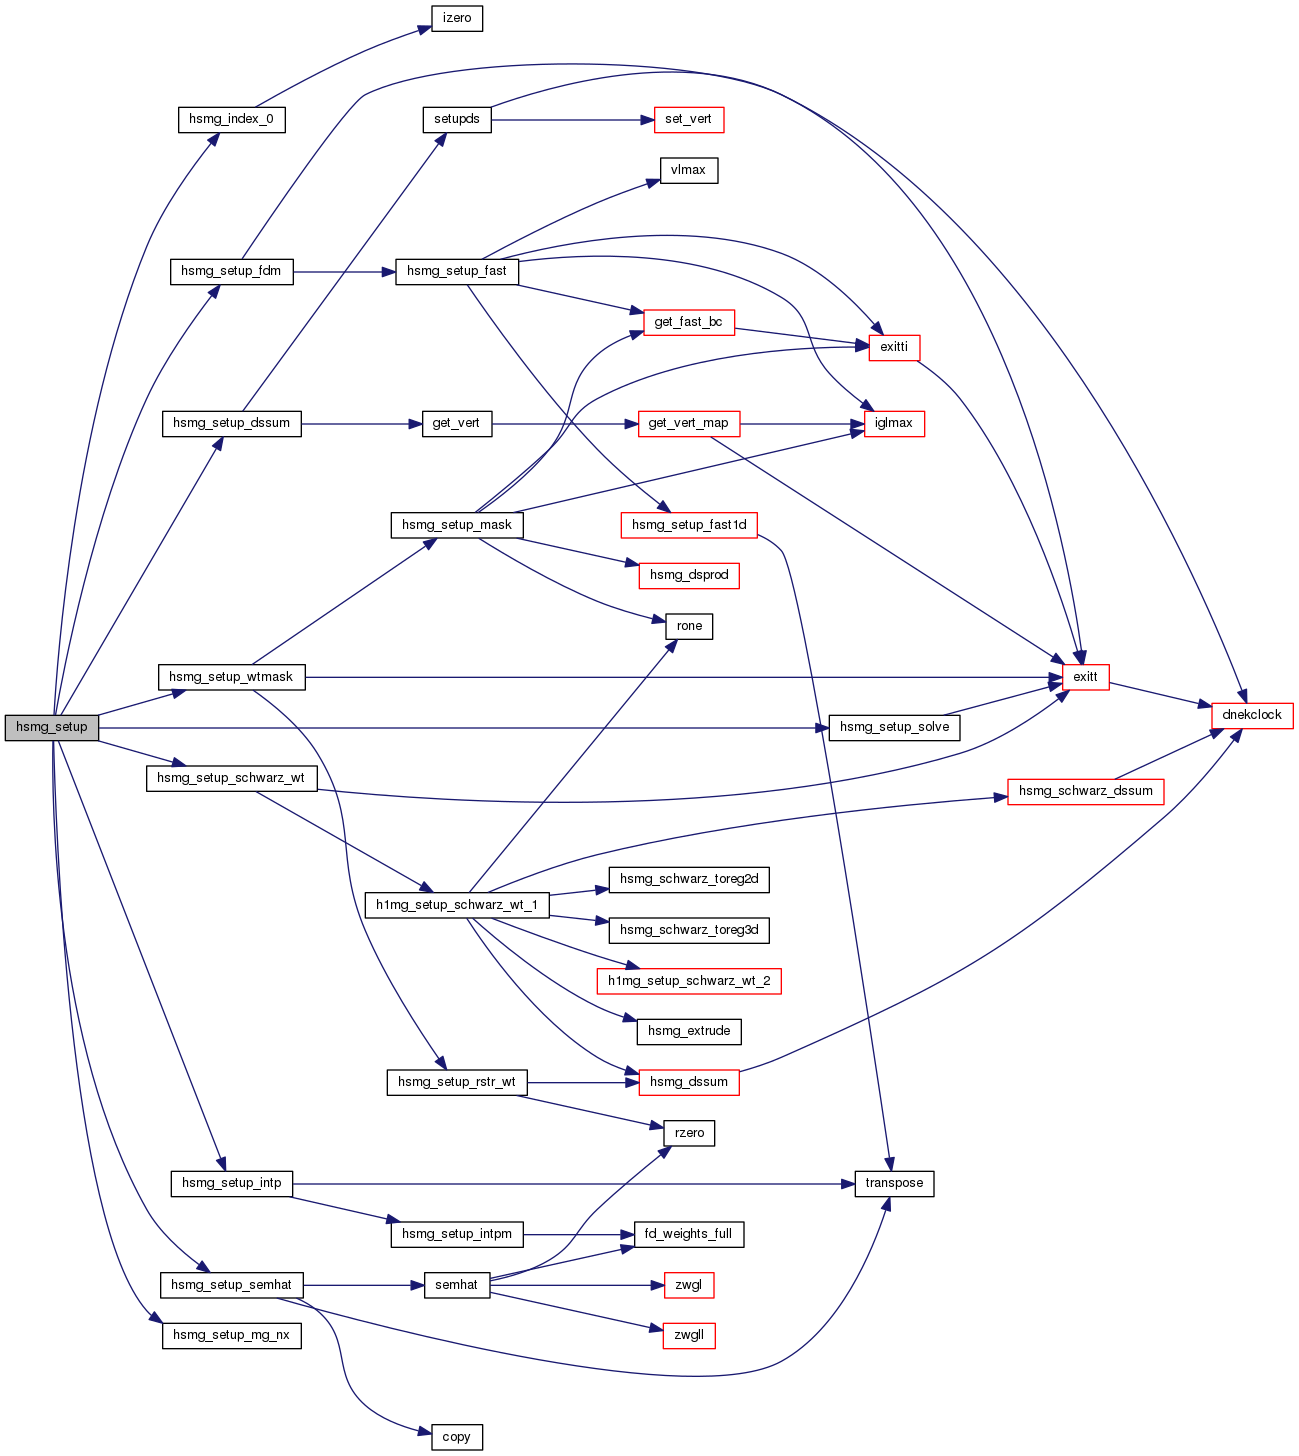 izero
hsmg_index_0
setupds
set_vert
vlmax
hsmg_setup_fdm
hsmg_setup_fast
get_fast_bc
exitti
hsmg_setup_dssum
get_vert
get_vert_map
iglmax
hsmg_setup_mask
hsmg_setup_fast1d
hsmg_dsprod
rone
hsmg_setup_wtmask
exitt
dnekclock
hsmg_setup
hsmg_setup_solve
hsmg_setup_schwarz_wt
hsmg_schwarz_dssum
hsmg_schwarz_toreg2d
h1mg_setup_schwarz_wt_1
hsmg_schwarz_toreg3d
h1mg_setup_schwarz_wt_2
hsmg_extrude
hsmg_setup_rstr_wt
hsmg_dssum
rzero
hsmg_setup_intp
transpose
hsmg_setup_intpm
fd_weights_full
hsmg_setup_semhat
semhat
zwgl
hsmg_setup_mg_nx
zwgll
copy